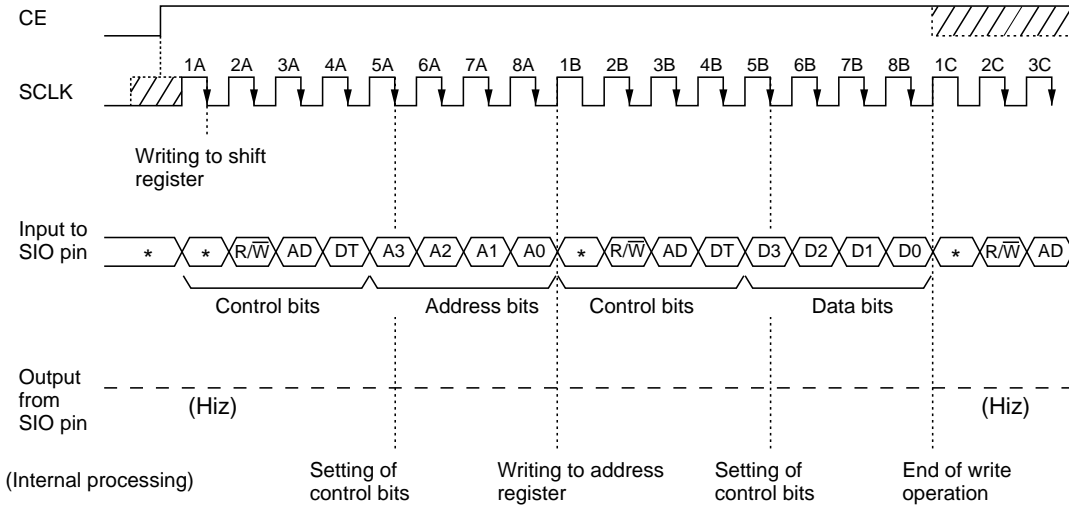 CE
1A 2A 3A 4A 5A 6A 7A 8A 1B 2B 3B 4B 5B 6B 7B 8B 1C 2C 3C
SCLK
Writing to shift
register
Input to
SIO pin
* * R/W̅ AD DT A3 A2 A1 A0 * R/W̅ AD DT D3 D2 D1 D0 * R/W̅ AD
Control bits Address bits Control bits Data bits
Output
from
SIO pin
(Hiz) (Hiz)
(Internal processing)
Setting of
control bits
Writing to address
register
Setting of
control bits
End of write
operation